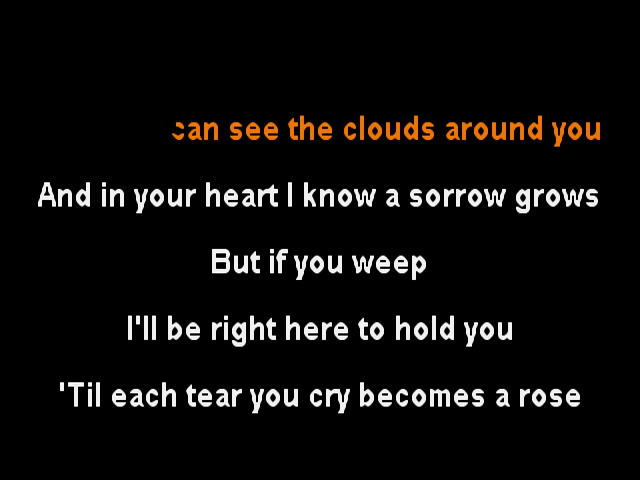 can see the clouds around you
And in your heart I know a sorrow grows
But if you weep
I'll be right here to hold you
'Til each tear you cry becomes a rose